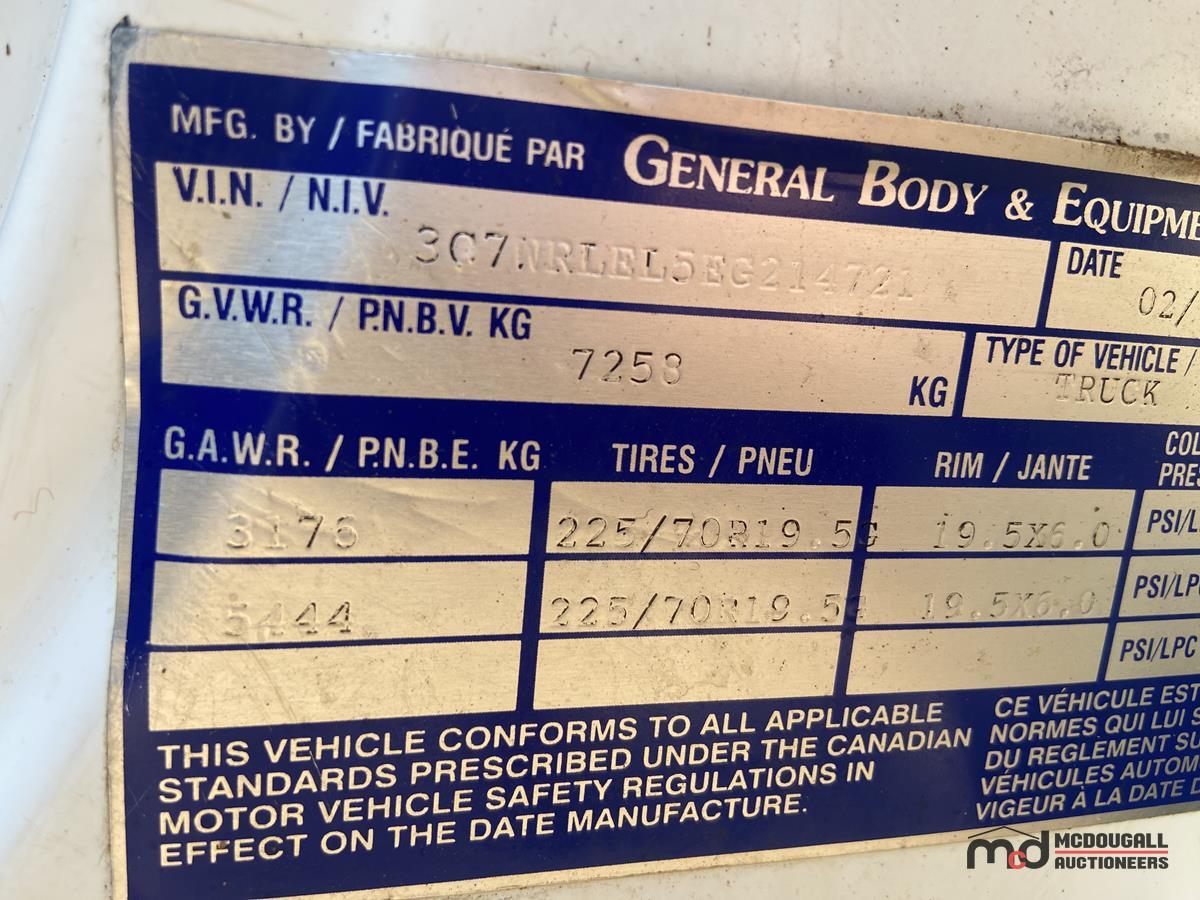 MFG. BY / FABRIQUÉ PAR GENERAL BODY & EQUIPME
V.I.N. / N.I.V.
3C7WRLEL5EG214721
DATE
02/
G.V.W.R. / P.N.B.V. KG
7258 KG
TYPE OF VEHICLE /
TRUCK
G.A.W.R. / P.N.B.E. KG TIRES / PNEU RIM / JANTE COL
PRES
3176 225/70R19.5G 19.5X6.0 PSI/L
5444 225/70R19.5G 19.5X6.0 PSI/LPC
PSI/LPC
THIS VEHICLE CONFORMS TO ALL APPLICABLE
STANDARDS PRESCRIBED UNDER THE CANADIAN
MOTOR VEHICLE SAFETY REGULATIONS IN
EFFECT ON THE DATE MANUFACTURE.
CE VÉHICULE EST
NORMES QUI LUI S
DU REGLEMENT SU
VÉHICULES AUTOM
VIGEUR À LA DATE D
mcd MCDOUGALL
AUCTIONEERS